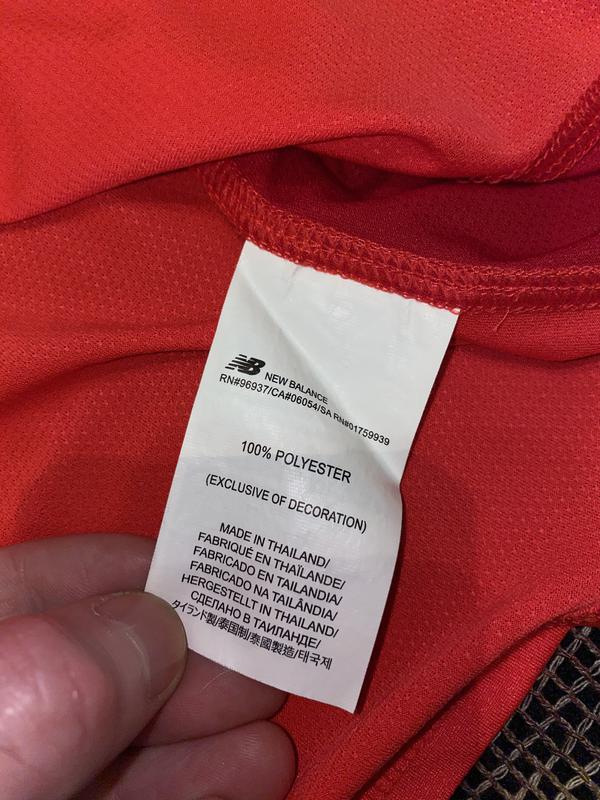 NB NEW BALANCE
RN#96937/CA#06054/SA RN#01759939
100% POLYESTER
(EXCLUSIVE OF DECORATION)
MADE IN THAILAND/
FABRIQUÉ EN THAÏLANDE/
FABRICADO EN TAILANDIA/
FABRICADO NA TAILÂNDIA/
HERGESTELLT IN THAILAND/
СДЕЛАНО В ТАИЛАНДЕ/
タイランド製/泰国制/泰國製造/태국제